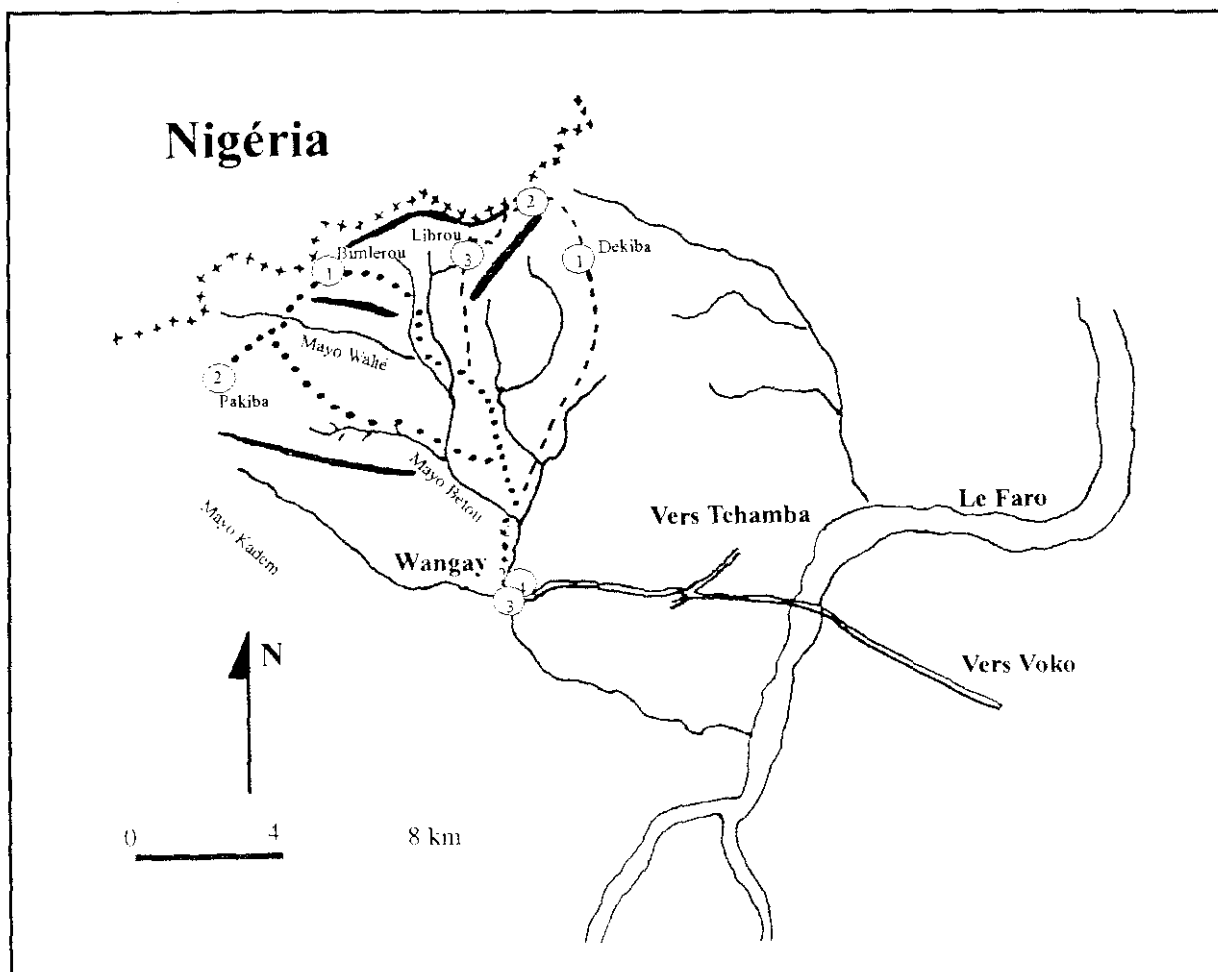 Nigéria
2
Librou
3
Dekiba
1
Bimlerou
1
Mayo Walté
2
Pakiba
Mayo Betou
Mayo Kadem
Le Faro
Vers Tchamba
Wangay
4
3
Vers Voko
N
0 4 8 km